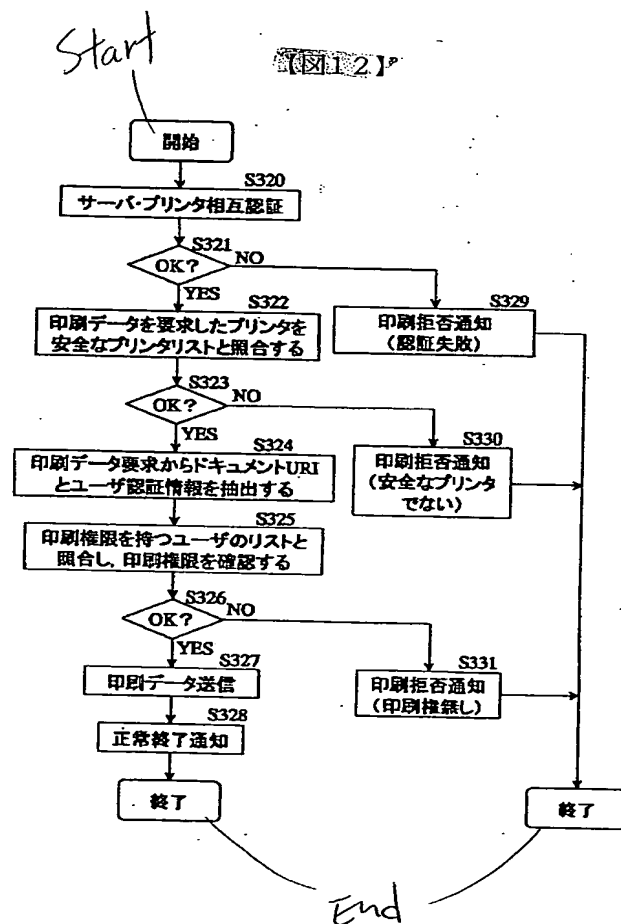 Start
【図12】
開始
S320
サーバ・プリンタ相互認証
S321
OK?
NO
YES
S322
印刷データを要求したプリンタを
安全なプリンタリストと照合する
S329
印刷拒否通知
(認証失敗)
S323
OK?
NO
YES
S324
印刷データ要求からドキュメントURI
とユーザ認証情報を抽出する
S330
印刷拒否通知
(安全なプリンタ
でない)
S325
印刷権限を持つユーザのリストと
照合し,印刷権限を確認する
S326
OK?
NO
YES
S327
印刷データ送信
S331
印刷拒否通知
(印刷権無し)
S328
正常終了通知
終了
終了
End